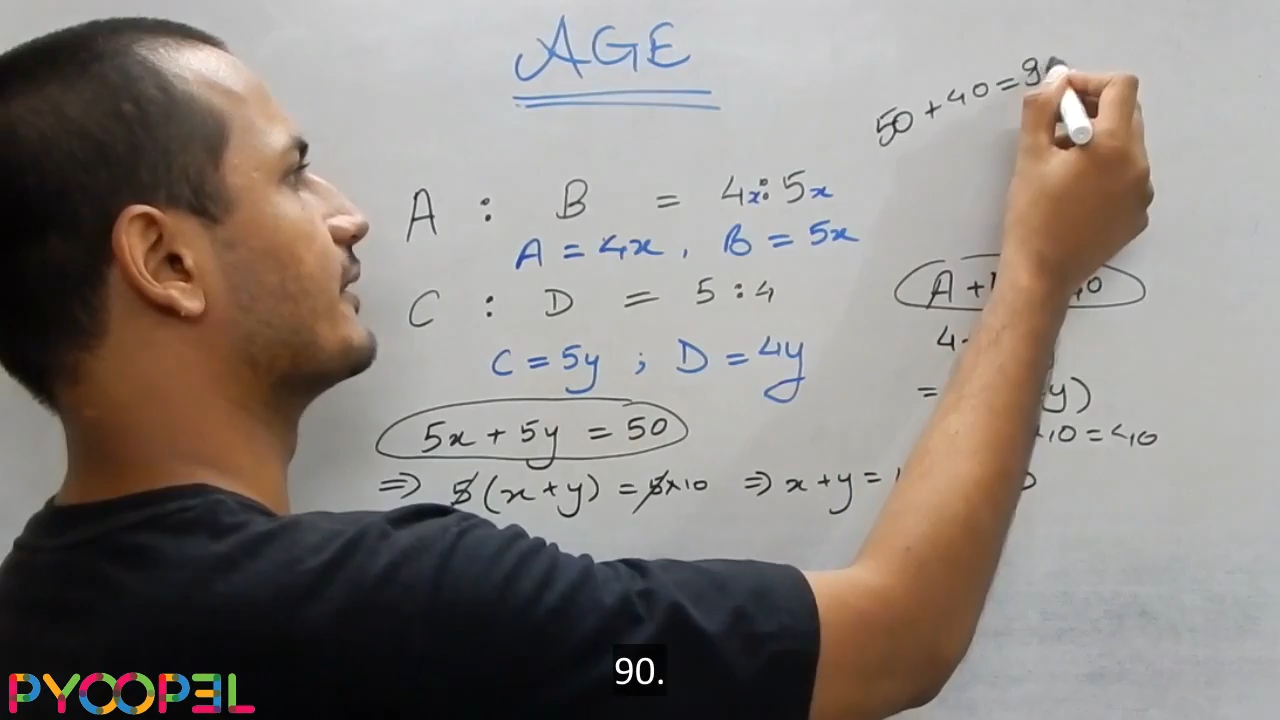 AGE
50 + 40 = 9
A : B = 4x : 5x
A = 4x , B = 5x
C : D = 5 : 4
A +
C = 5y ; D = 4y
4
=
y)
5x + 5y = 50
10 = 40
⇒ 5 (x + y) = 5 × 10 ⇒ x + y =
90.
PYOOPEL